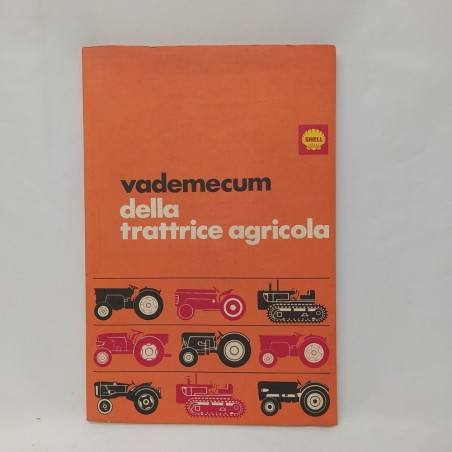 SHELL
vademecum
della
trattrice agricola